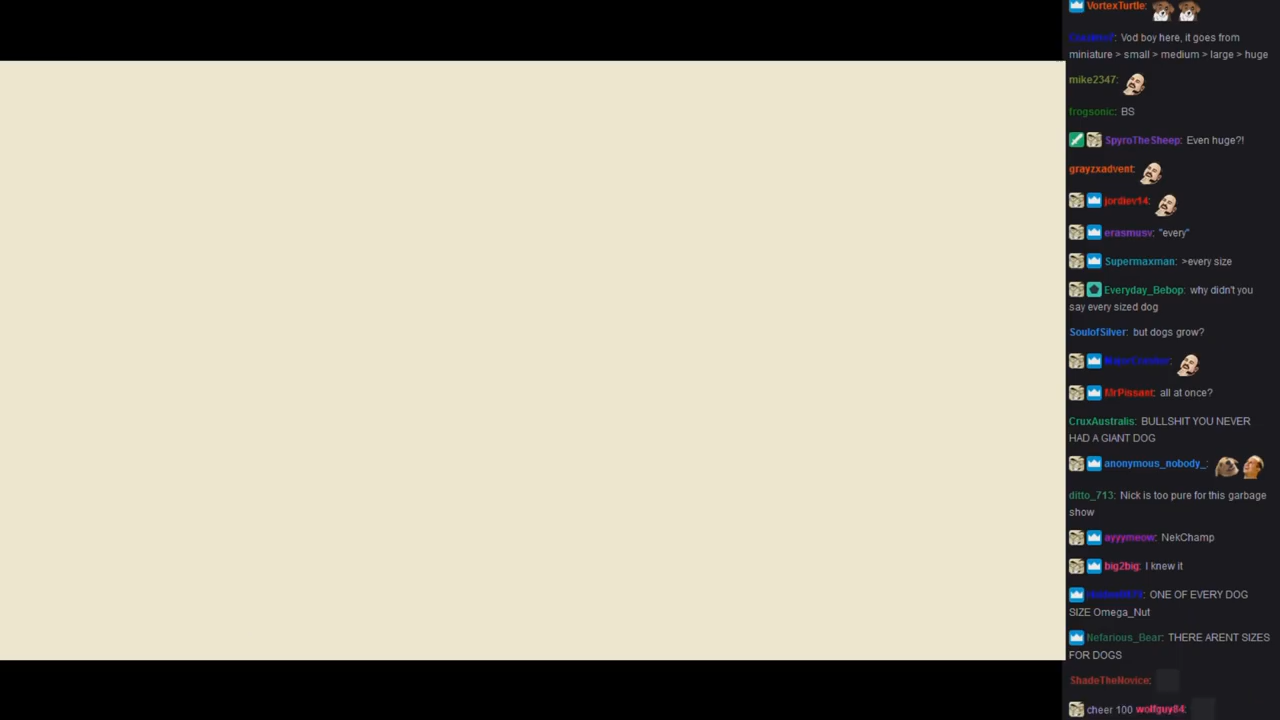 VortexTurtle:
Vod boy here, it goes from
miniature > small > medium > large > huge
mike2347:
frogsonic: BS
SpyroTheSheep: Even huge?!
grayzxadvent:
jordiev14:
erasmusv: "every"
Supermaxman: >every size
Everyday_Bebop: why didn't you
say every sized dog
SoulofSilver: but dogs grow?
MrPissant: all at once?
CruxAustralis: BULLSHIT YOU NEVER
HAD A GIANT DOG
anonymous_nobody_:
ditto_713: Nick is too pure for this garbage
show
ayyymeow: NekChamp
big2big: I knew it
ONE OF EVERY DOG
SIZE Omega_Nut
Nefarious_Bear: THERE ARENT SIZES
FOR DOGS
ShadeTheNovice:
cheer 100 wolfguy84: